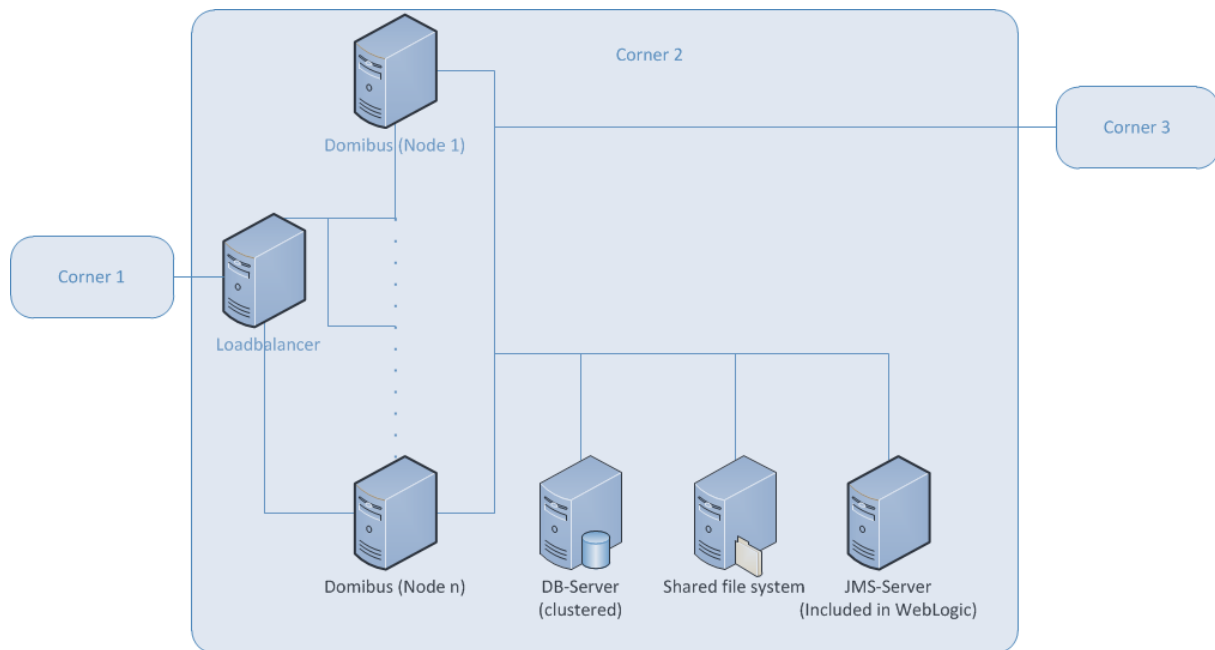 Corner 2
Corner 3
Domibus (Node 1)
Corner 1
Loadbalancer
Domibus (Node n)
DB-Server
(clustered)
Shared file system
JMS-Server
(Included in WebLogic)